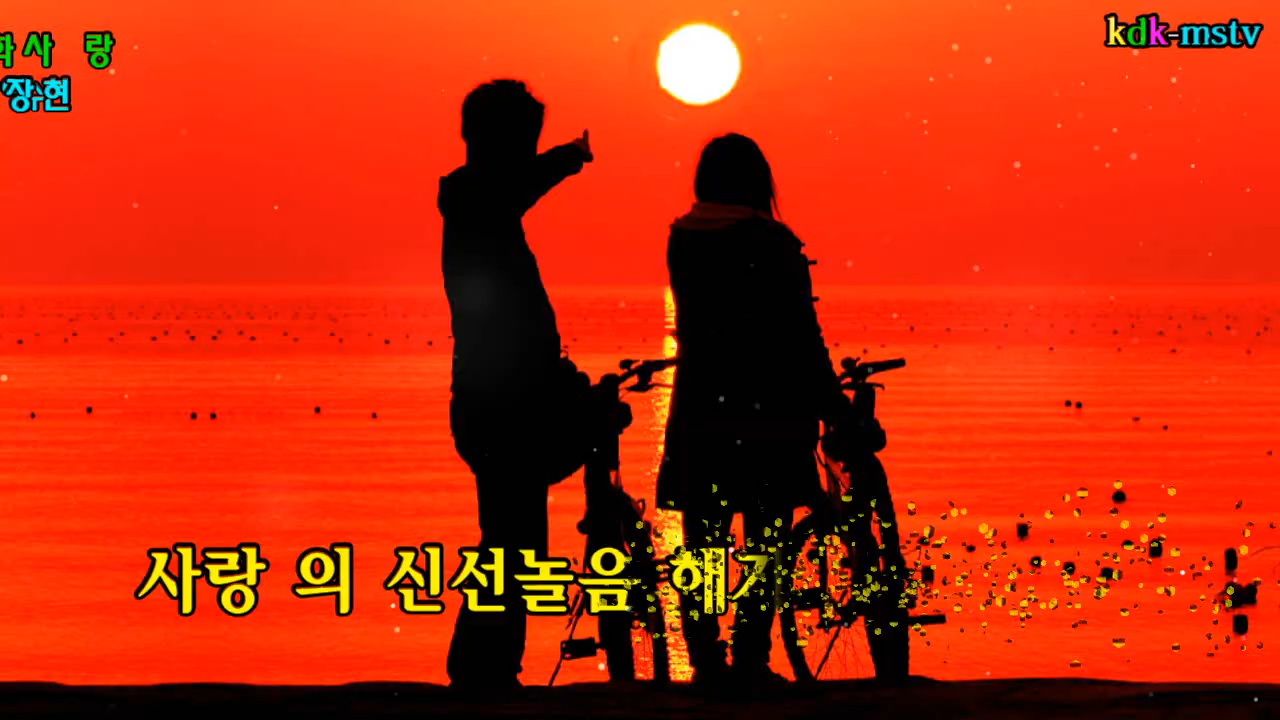 사랑
kdk-mstv
장현
사랑 의 신선놀음